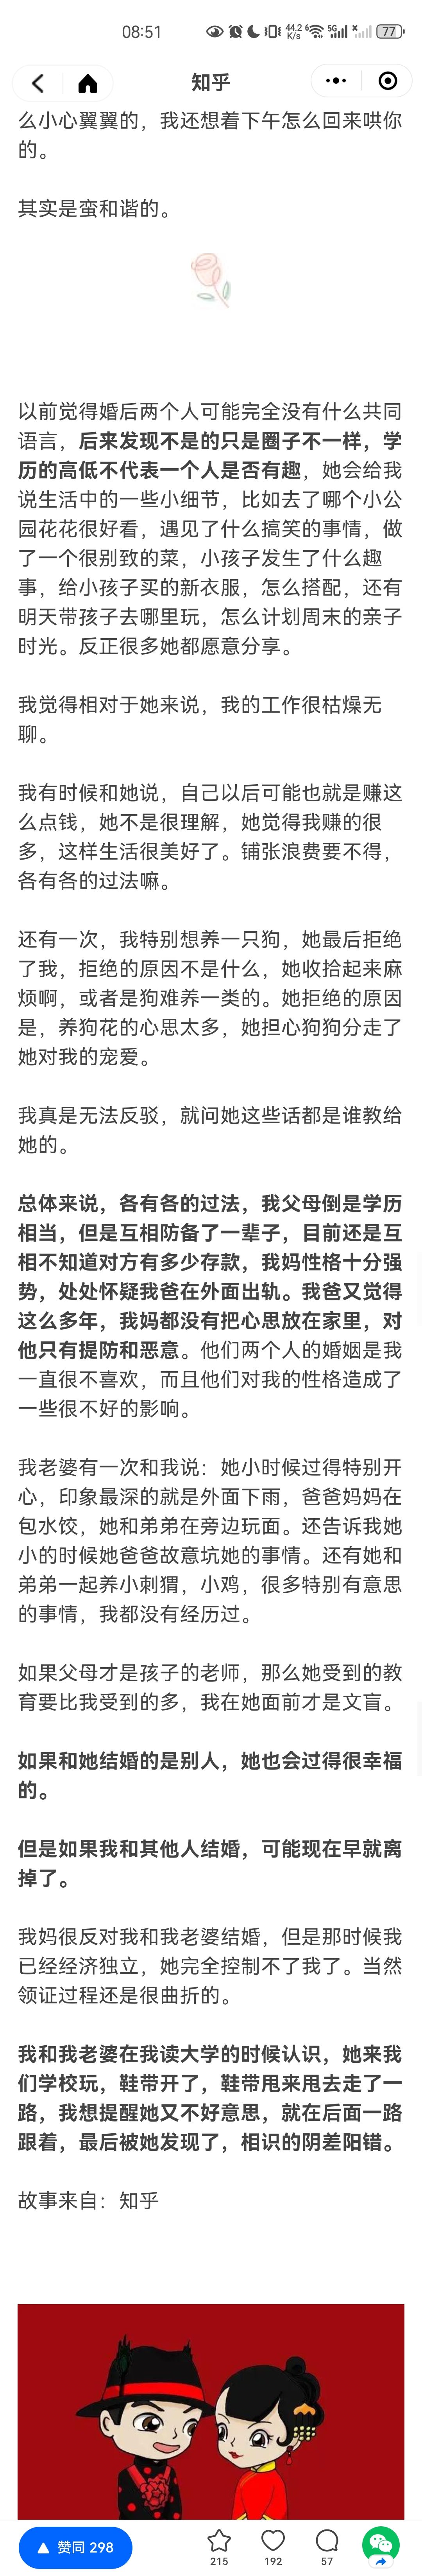 08:51
44.2
K/s
6
5G
77
知乎
么小心翼翼的，我还想着下午怎么回来哄你
的。
其实是蛮和谐的。
以前觉得婚后两个人可能完全没有什么共同
语言，后来发现不是的只是圈子不一样，学
历的高低不代表一个人是否有趣，她会给我
说生活中的一些小细节，比如去了哪个小公
园花花很好看，遇见了什么搞笑的事情，做
了一个很别致的菜，小孩子发生了什么趣
事，给小孩子买的新衣服，怎么搭配，还有
明天带孩子去哪里玩，怎么计划周末的亲子
时光。反正很多她都愿意分享。
我觉得相对于她来说，我的工作很枯燥无
聊。
我有时候和她说，自己以后可能也就是赚这
么点钱，她不是很理解，她觉得我赚的很
多，这样生活很美好了。铺张浪费要不得，
各有各的过法嘛。
还有一次，我特别想养一只狗，她最后拒绝
了我，拒绝的原因不是什么，她收拾起来麻
烦啊，或者是狗难养一类的。她拒绝的原因
是，养狗花的心思太多，她担心狗狗分走了
她对我的宠爱。
我真是无法反驳，就问她这些话都是谁教给
她的。
总体来说，各有各的过法，我父母倒是学历
相当，但是互相防备了一辈子，目前还是互
相不知道对方有多少存款，我妈性格十分强
势，处处怀疑我爸在外面出轨。我爸又觉得
这么多年，我妈都没有把心思放在家里，对
他只有提防和恶意。他们两个人的婚姻是我
一直很不喜欢，而且他们对我的性格造成了
一些很不好的影响。
我老婆有一次和我说：她小时候过得特别开
心，印象最深的就是外面下雨，爸爸妈妈在
包水饺，她和弟弟在旁边玩面。还告诉我她
小的时候她爸爸故意坑她的事情。还有她和
弟弟一起养小刺猬，小鸡，很多特别有意思
的事情，我都没有经历过。
如果父母才是孩子的老师，那么她受到的教
育要比我受到的多，我在她面前才是文盲。
如果和她结婚的是别人，她也会过得很幸福
的。
但是如果我和其他人结婚，可能现在早就离
掉了。
我妈很反对我和我老婆结婚，但是那时候我
已经经济独立，她完全控制不了我了。当然
领证过程还是很曲折的。
我和我老婆在我读大学的时候认识，她来我
们学校玩，鞋带开了，鞋带甩来甩去走了一
路，我想提醒她又不好意思，就在后面一路
跟着，最后被她发现了，相识的阴差阳错。
故事来自：知乎
赞同 298
215
192
57